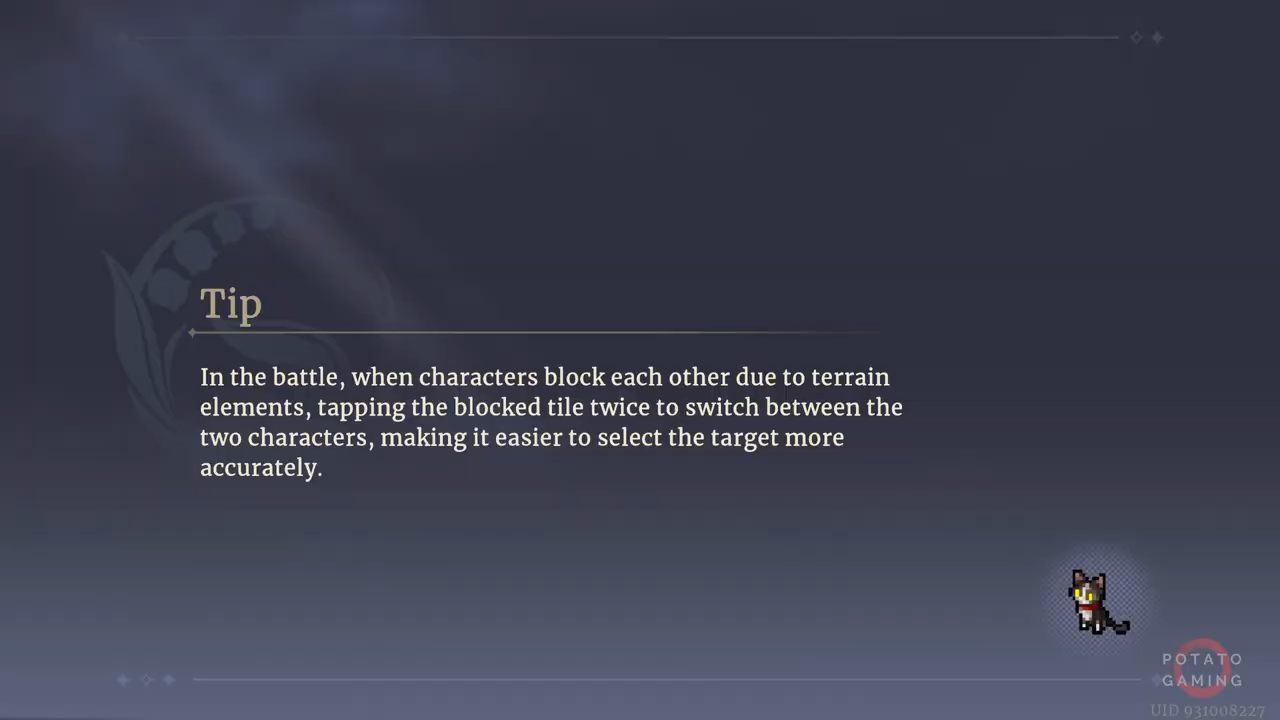 Tip
In the battle, when characters block each other due to terrain
elements, tapping the blocked tile twice to switch between the
two characters, making it easier to select the target more
accurately.
POTATO
GAMING
UID 931008227